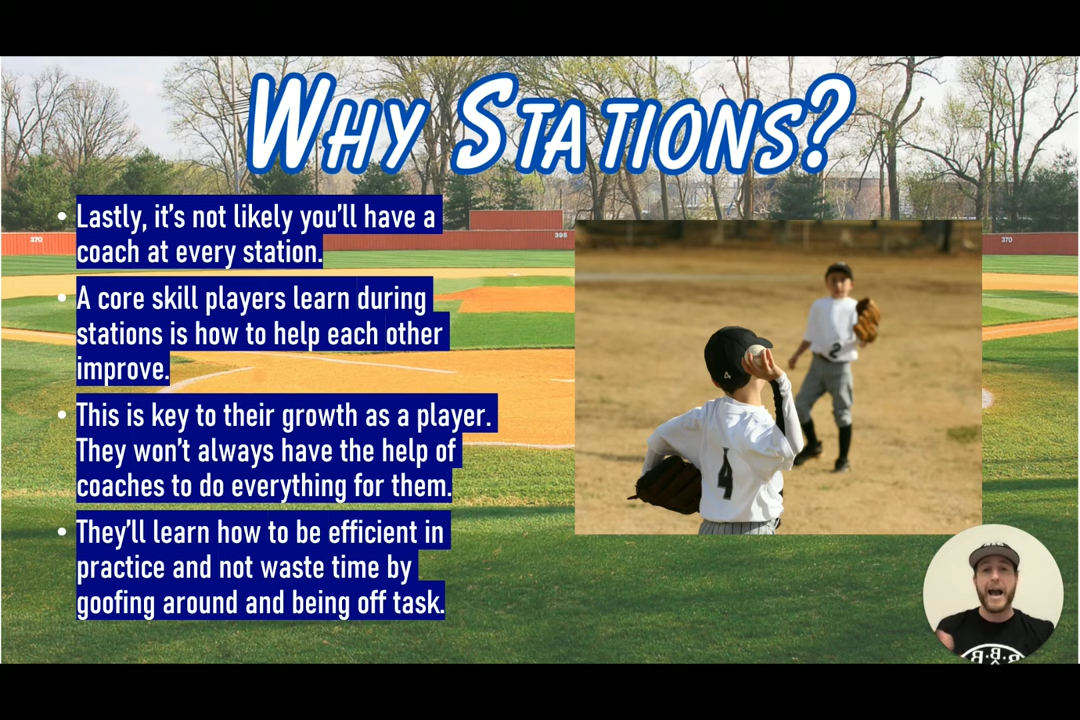 Why Stations?
• Lastly, it's not likely you'll have a
coach at every station.
• A core skill players learn during
stations is how to help each other
improve.
• This is key to their growth as a player.
They won't always have the help of
coaches to do everything for them.
• They'll learn how to be efficient in
practice and not waste time by
goofing around and being off task.
370
395
370
4
2
4